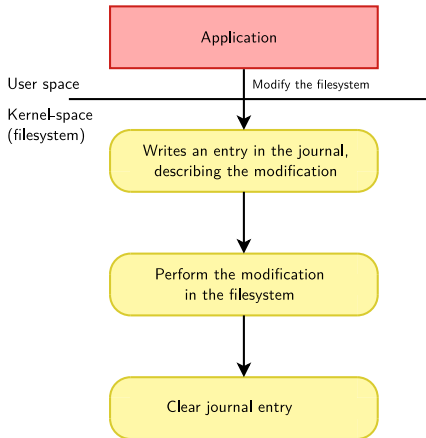 Application
User space
Modify the filesystem
Kernel-space
(filesystem)
Writes an entry in the journal,
describing the modification
Perform the modification
in the filesystem
Clear journal entry